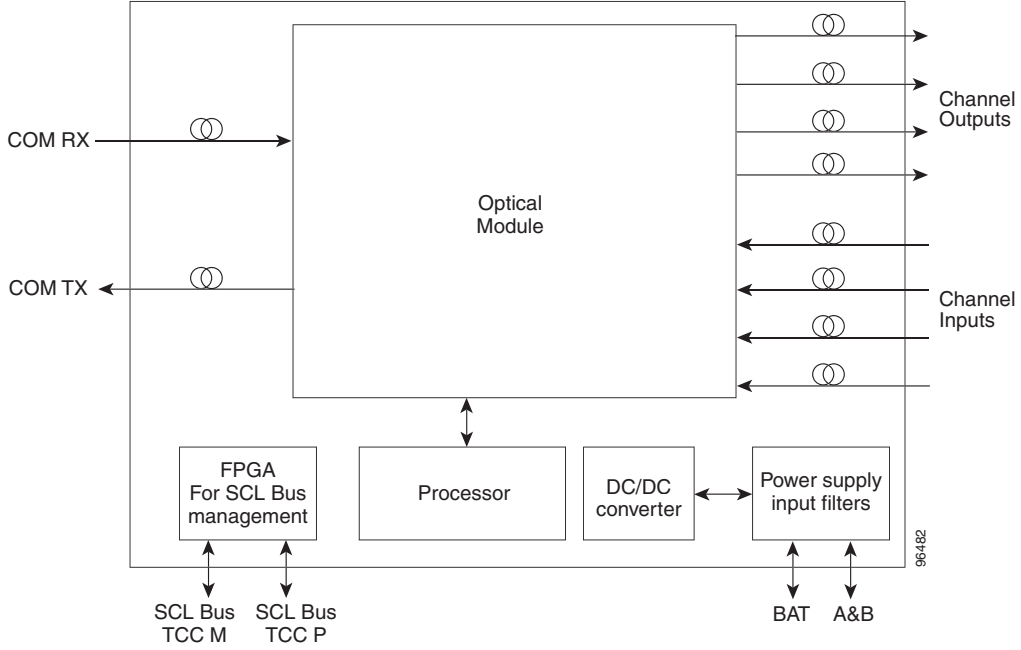 COM RX
COM TX
Optical
Module
Channel
Outputs
Channel
Inputs
FPGA
For SCL Bus
management
Processor
DC/DC
converter
Power supply
input filters
96482
SCL Bus
TCC M
SCL Bus
TCC P
BAT
A&B